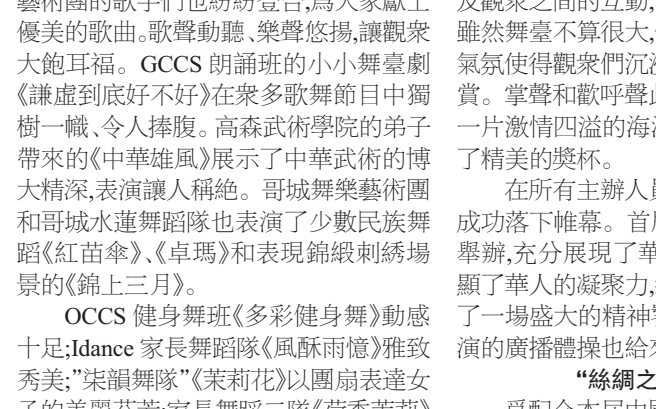 藝術團的歌手們也紛紛登台,爲大家獻上
優美的歌曲。歌聲動聽、樂聲悠揚,讓觀衆
大飽耳福。GCCS 朗誦班的小小舞臺劇
《謙虛到底好不好》在衆多歌舞節目中獨
樹一幟、令人捧腹。高森武術學院的弟子
帶來的《中華雄風》展示了中華武術的博
大精深,表演讓人稱絶。哥城舞樂藝術團
和哥城水蓮舞蹈隊也表演了少數民族舞
蹈《紅苗傘》、《卓瑪》和表現錦緞刺綉場
景的《錦上三月》。
OCCS 健身舞班《多彩健身舞》動感
十足;Idance 家長舞蹈隊《風酥雨憶》雅致
秀美;”柒韻舞隊”《茉莉花》以團扇表達女
及觀衆之間的互動,
雖然舞臺不算很大,
氣氛使得觀衆們沉
賞。掌聲和歡呼聲
一片激情四溢的海
了精美的獎杯。
在所有主辦人
成功落下帷幕。首
舉辦,充分展現了華
顯了華人的凝聚力,
了一場盛大的精神
演的廣播體操也給
“絲綢之